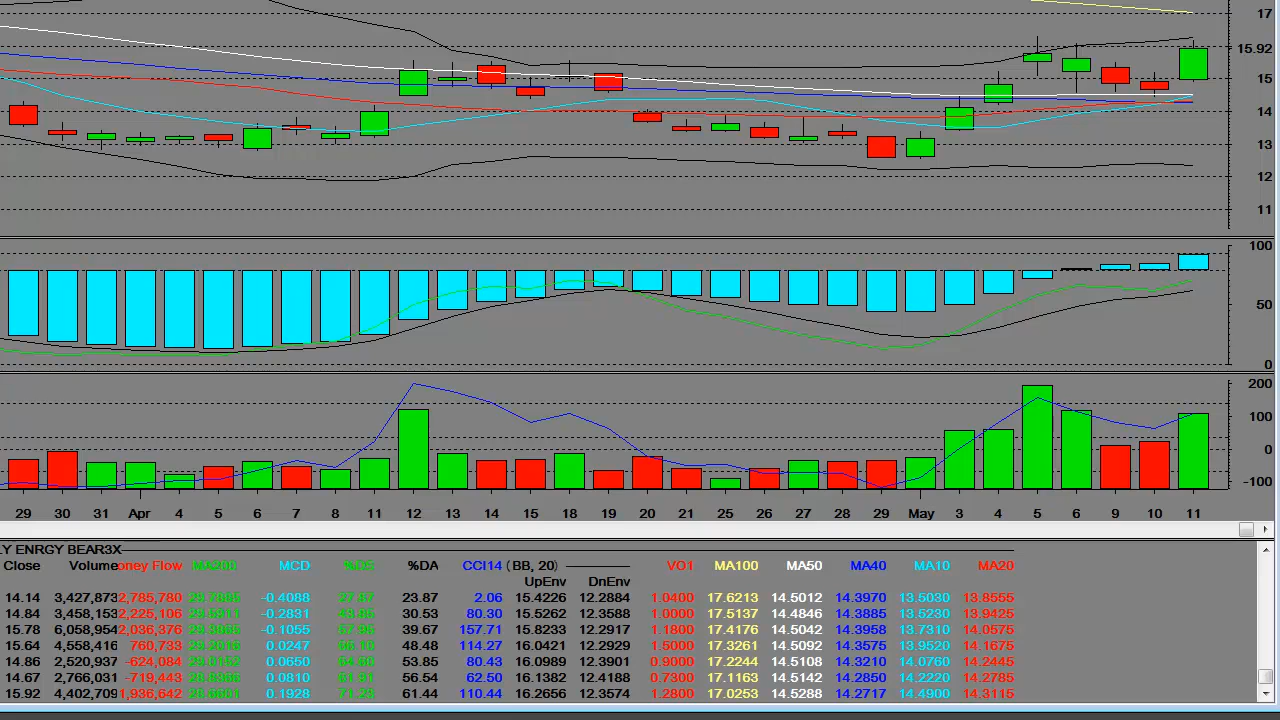 17
15.92
15
14
13
12
11
100
50
0
200
100
0
-100
29 30 31 Apr 4 5 6 7 8 11 12 13 14 15 18 19 20 21 25 26 27 28 29 May 3 4 5 6 9 10 11
LY ENRGY BEAR3X
Close Volume oney Flow MA200 MCD %DA CCI14 (BB, 20) VO1 MA100 MA50 MA40 MA10 MA20
UpEnv DnEnv
14.14 3,427,873 2,785,780 -0.4088 23.87 2.06 15.4226 12.2884 1.0400 17.6213 14.5012 14.3970 13.5030 13.8555
14.84 3,458,153 2,225,106 -0.2831 30.53 80.30 15.5262 12.3588 1.0000 17.5137 14.4846 14.3885 13.5230 13.9425
15.78 6,058,954 2,036,376 -0.1055 39.67 157.71 15.8233 12.2917 1.1800 17.4176 14.5042 14.3958 13.7310 14.0575
15.64 4,558,416 760,733 0.0247 48.48 114.27 16.0421 12.2929 1.5000 17.3261 14.5092 14.3575 13.9520 14.1675
14.86 2,520,937 -624,084 0.0650 53.85 80.43 16.0989 12.3901 0.9000 17.2244 14.5108 14.3210 14.0760 14.2445
14.67 2,766,031 -719,443 0.0810 56.54 62.50 16.1382 12.4188 0.7300 17.1163 14.5142 14.2850 14.2220 14.2785
15.92 4,402,709 1,936,642 0.1928 61.44 110.44 16.2656 12.3574 1.2800 17.0253 14.5288 14.2717 14.4900 14.3115